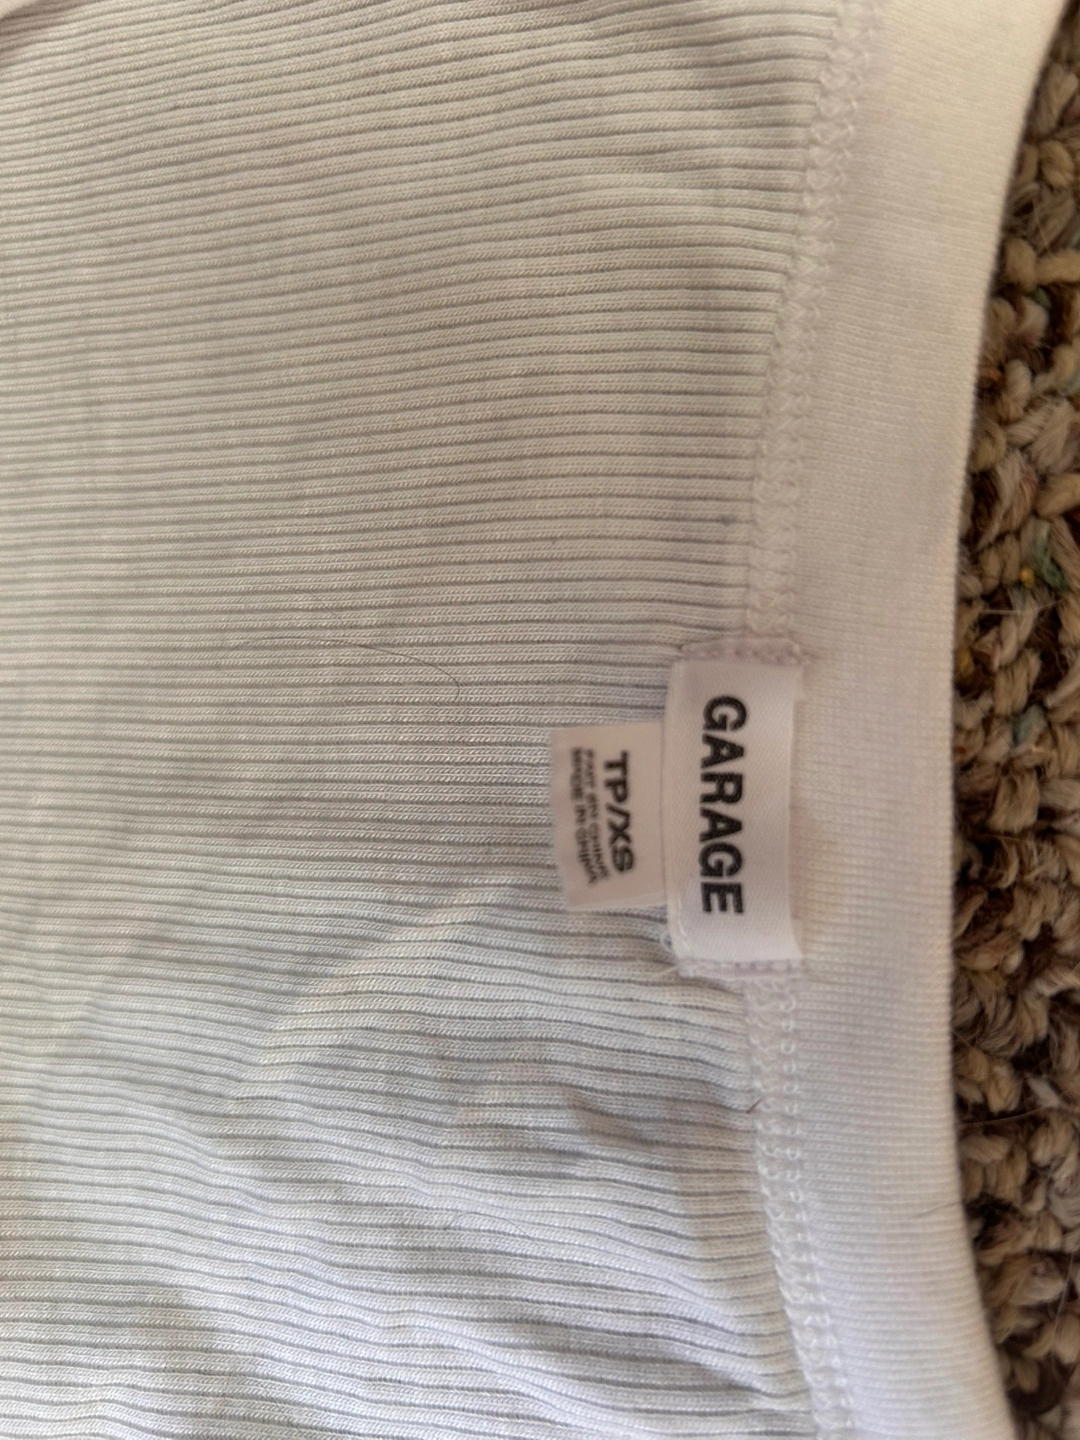 GARAGE
TP/XS
FAIT EN CHINE
MADE IN CHINA